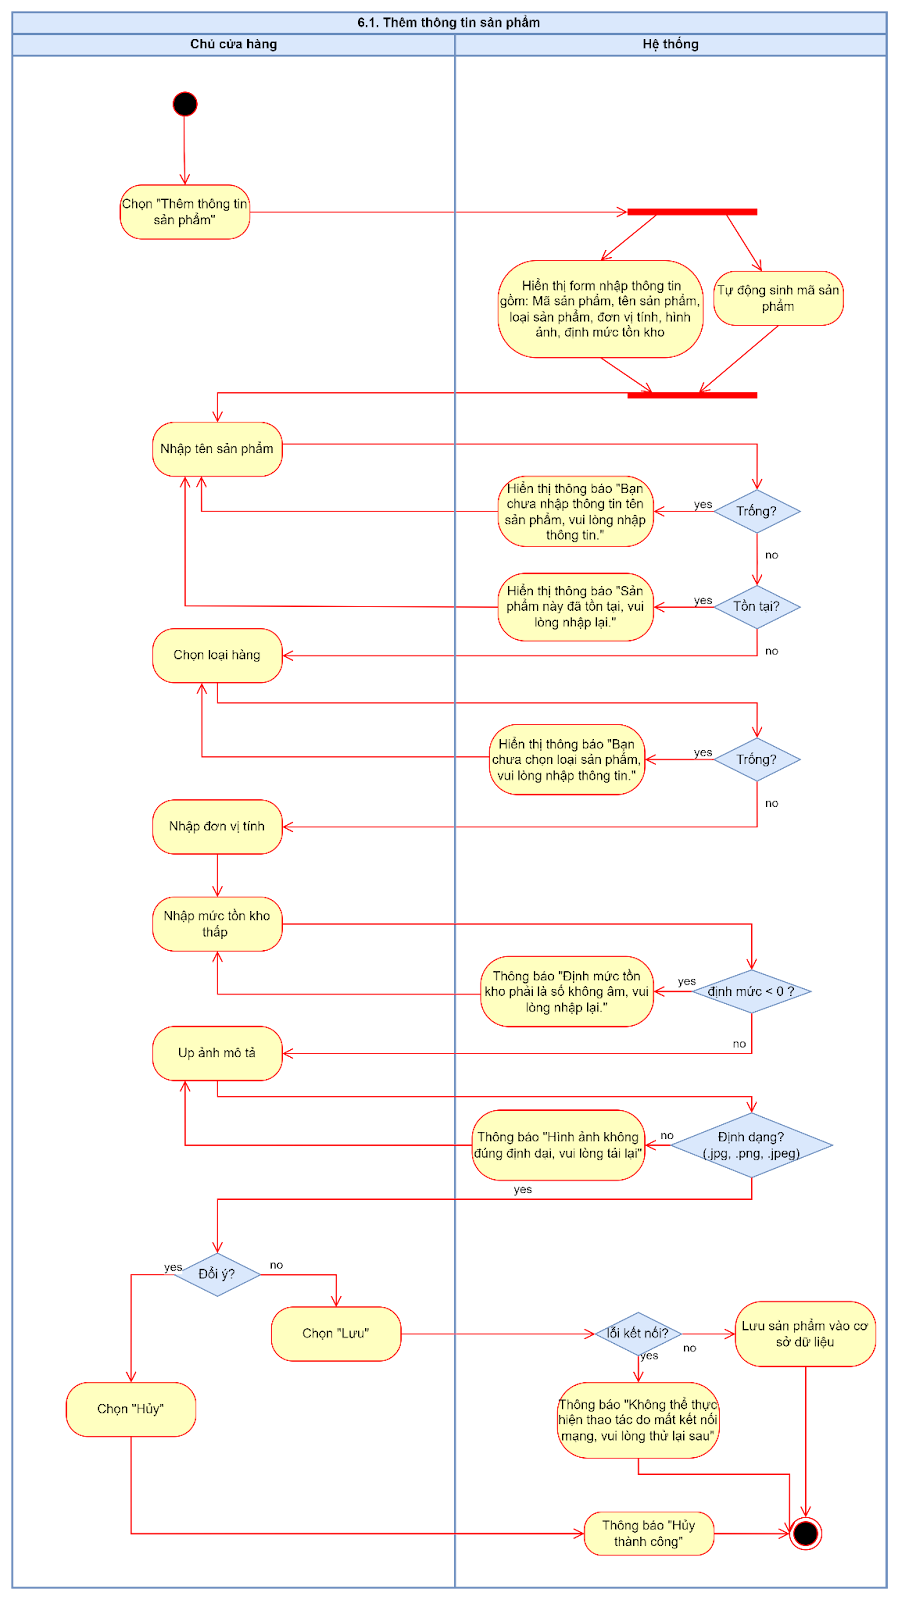 6.1. Thêm thông tin sản phẩm
Chủ cửa hàng
Hệ thống
Chọn "Thêm thông tin
sản phẩm"
Hiển thị form nhập thông tin
gồm: Mã sản phẩm, tên sản phẩm,
loại sản phẩm, đơn vị tính, hình
ảnh, định mức tồn kho
Tự động sinh mã sản
phẩm
Nhập tên sản phẩm
Hiển thị thông báo "Bạn
chưa nhập thông tin tên
sản phẩm, vui lòng nhập
thông tin."
yes
Trống?
no
Hiển thị thông báo "Sản
phẩm này đã tồn tại, vui
lòng nhập lại."
yes
Tồn tại?
no
Chọn loại hàng
Hiển thị thông báo "Bạn
chưa chọn loại sản phẩm,
vui lòng nhập thông tin."
yes
Trống?
no
Nhập đơn vị tính
Nhập mức tồn kho
thấp
Thông báo "Định mức tồn
kho phải là số không âm, vui
lòng nhập lại."
yes
định mức < 0 ?
no
Up ảnh mô tả
Thông báo "Hình ảnh không
đúng định dại, vui lòng tải lại"
no
Định dạng?
(.jpg, .png, .jpeg)
yes
yes
Đổi ý?
no
Chọn "Lưu"
lỗi kết nối?
yes
no
Lưu sản phẩm vào cơ
sở dữ liệu
Chọn "Hủy"
Thông báo "Không thể thực
hiện thao tác do mất kết nối
mạng, vui lòng thử lại sau"
Thông báo "Hủy
thành công"